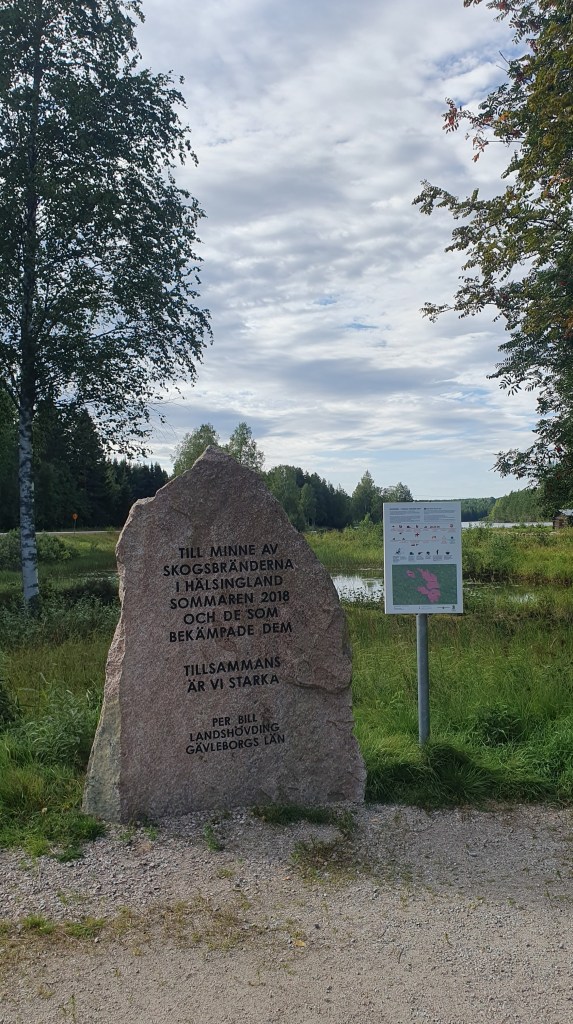 TILL MINNE AV
SKOGSBRÄNDERNA
I HÄLSINGLAND
SOMMAREN 2018
OCH DE SOM
BEKÄMPADE DEM
TILLSAMMANS
ÄR VI STARKA
PER BILL
LANDSHÖVDING
GÄVLEBORGS LÄN